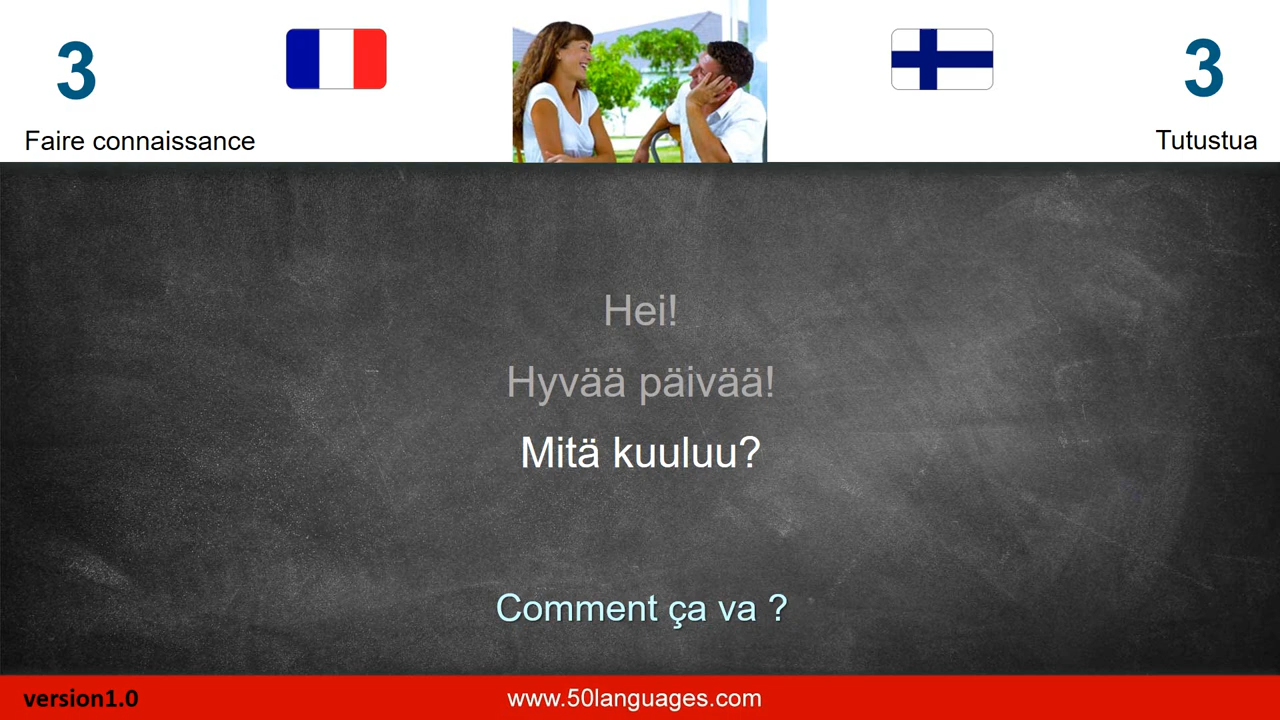 3
3
Faire connaissance
Tutustua
Hei!
Hyvää päivää!
Mitä kuuluu?
Comment ça va ?
version1.0
www.50languages.com